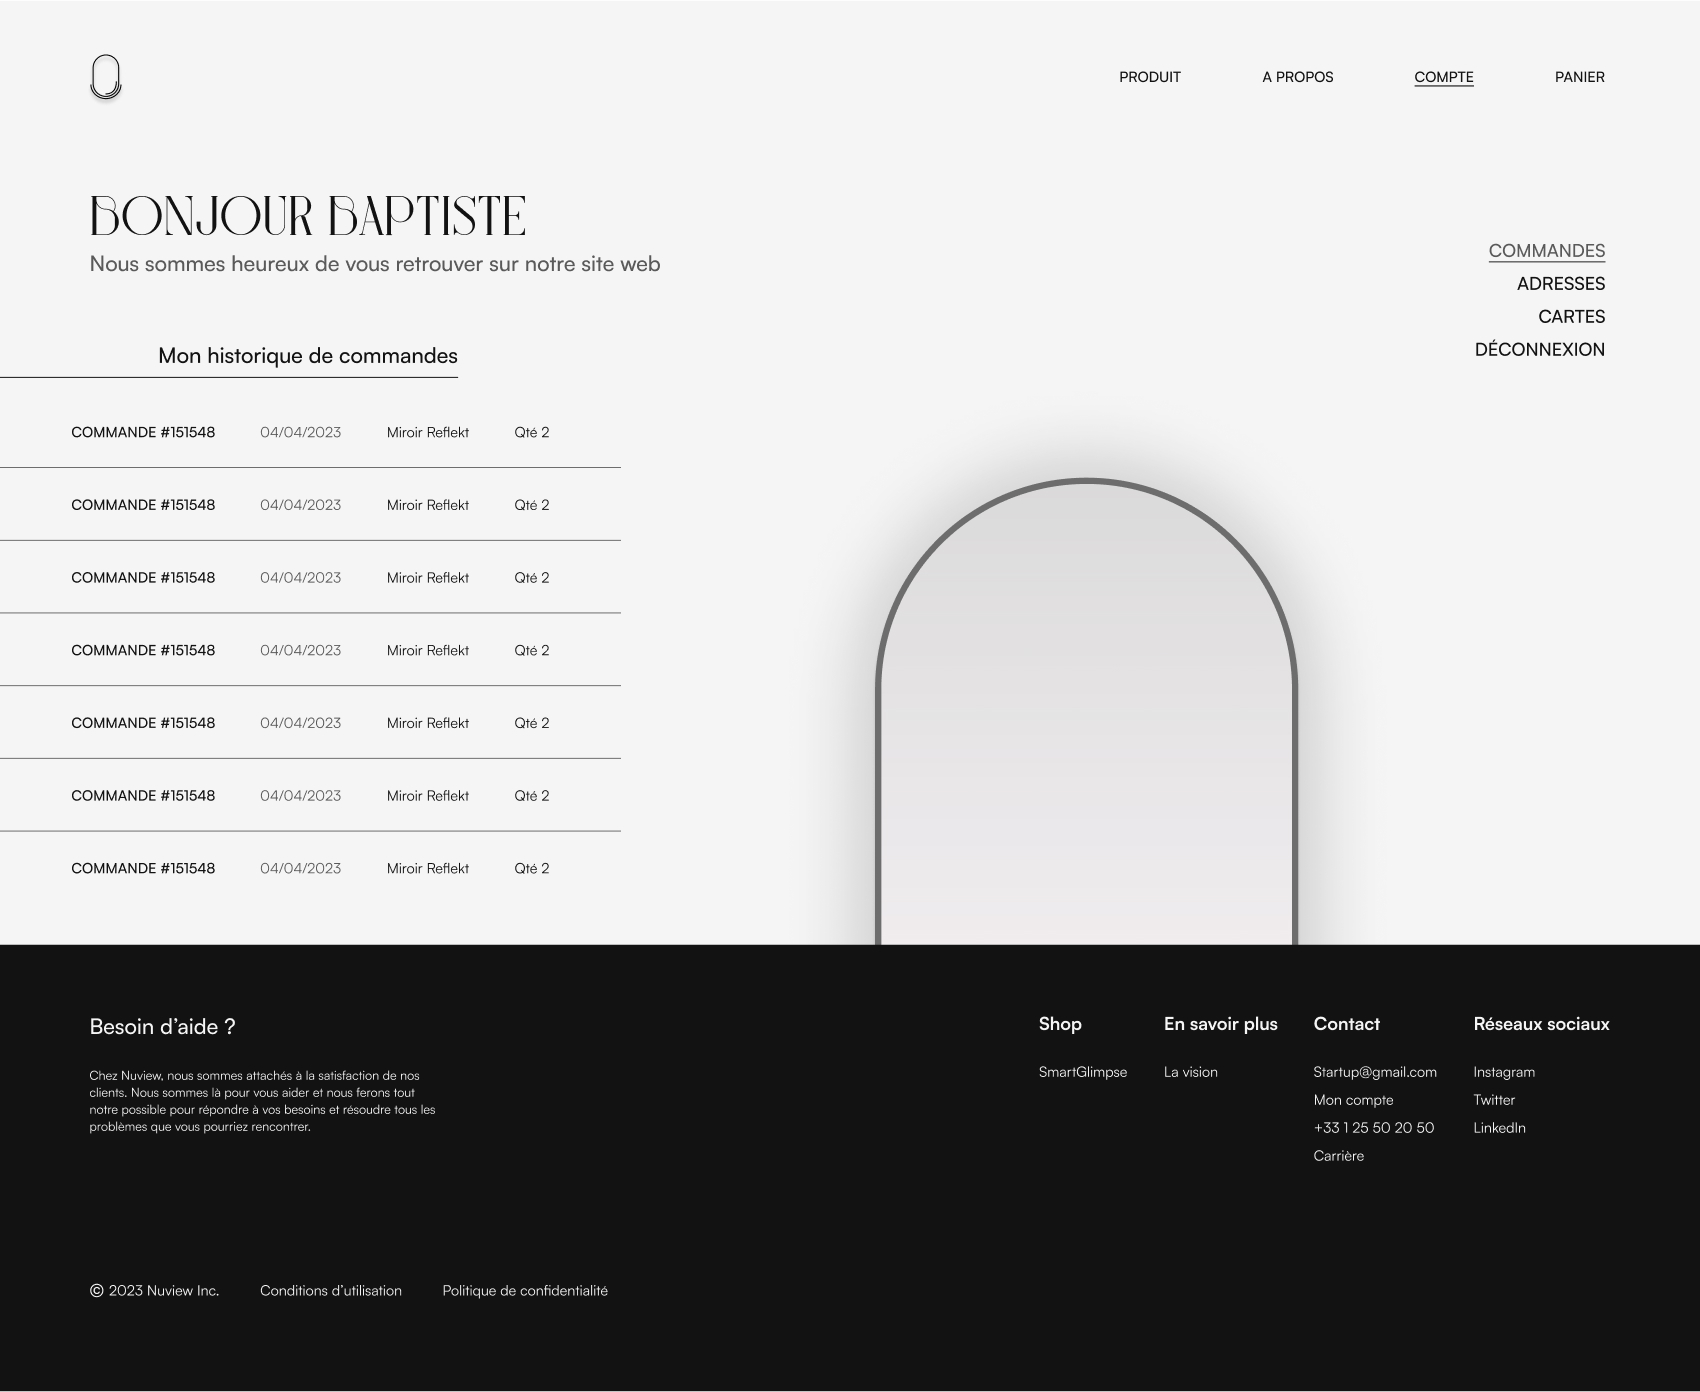 PRODUIT A PROPOS COMPTE PANIER
BONJOUR BAPTISTE
Nous sommes heureux de vous retrouver sur notre site web
COMMANDES
ADRESSES
CARTES
DÉCONNEXION
Mon historique de commandes
COMMANDE #151548 04/04/2023 Miroir Reflekt Qté 2
COMMANDE #151548 04/04/2023 Miroir Reflekt Qté 2
COMMANDE #151548 04/04/2023 Miroir Reflekt Qté 2
COMMANDE #151548 04/04/2023 Miroir Reflekt Qté 2
COMMANDE #151548 04/04/2023 Miroir Reflekt Qté 2
COMMANDE #151548 04/04/2023 Miroir Reflekt Qté 2
COMMANDE #151548 04/04/2023 Miroir Reflekt Qté 2
Besoin d’aide ?
Chez Nuview, nous sommes attachés à la satisfaction de nos
clients. Nous sommes là pour vous aider et nous ferons tout
notre possible pour répondre à vos besoins et résoudre tous les
problèmes que vous pourriez rencontrer.
Shop
SmartGlimpse
En savoir plus
La vision
Contact
Startup@gmail.com
Mon compte
+33 1 25 50 20 50
Carrière
Réseaux sociaux
Instagram
Twitter
LinkedIn
© 2023 Nuview Inc. Conditions d’utilisation Politique de confidentialité